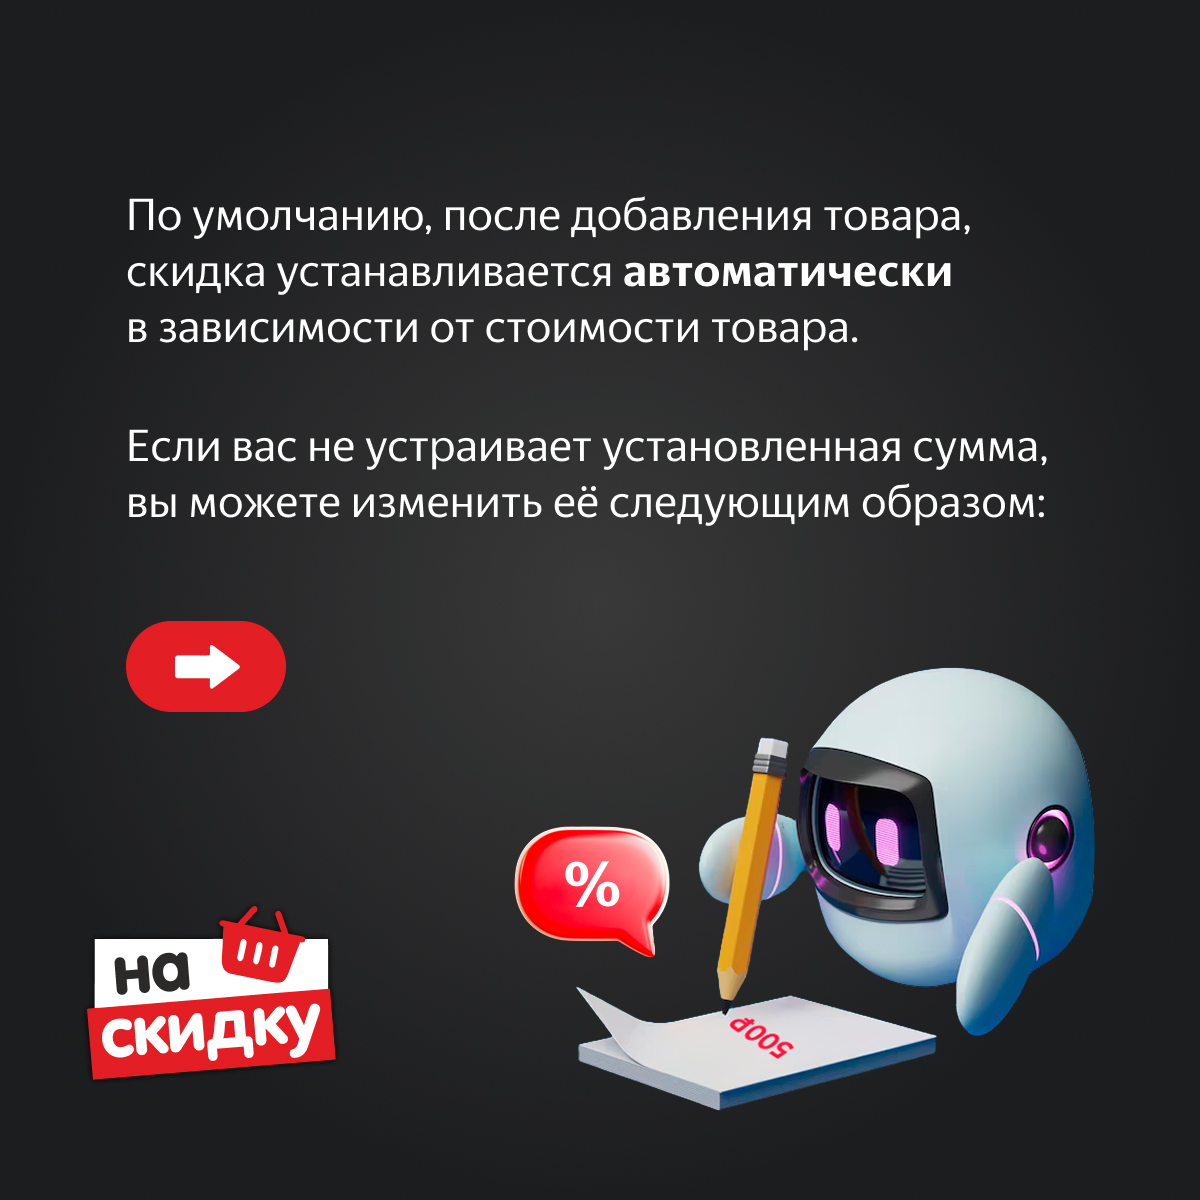 По умолчанию, после добавления товара,
скидка устанавливается автоматически
в зависимости от стоимости товара.
Если вас не устраивает установленная сумма,
вы можете изменить её следующим образом:
%
500₽
на
скидку